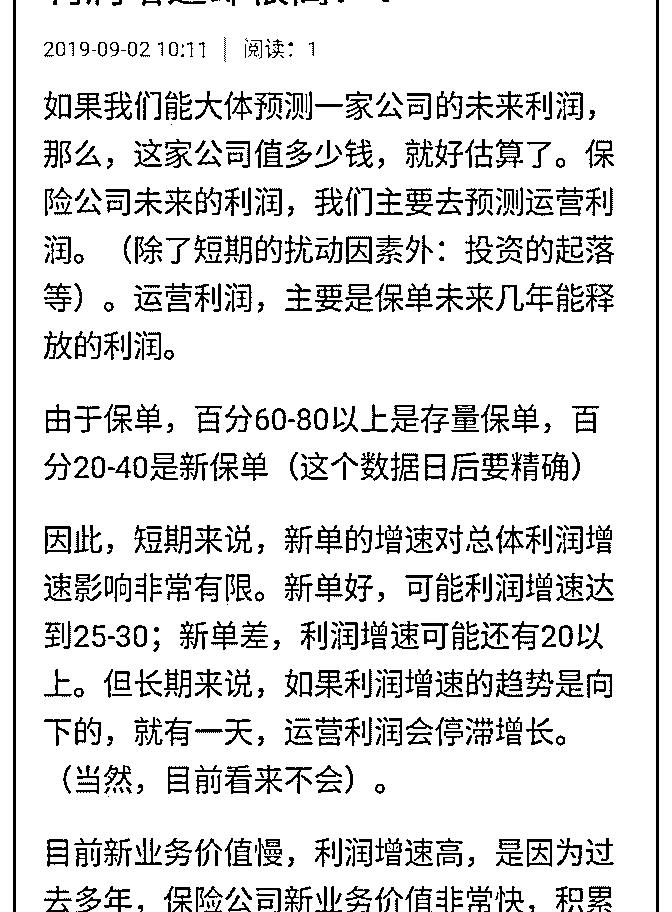 2019-09-02 10:11 | 阅读：1
如果我们能大体预测一家公司的未来利润，
那么，这家公司值多少钱，就好估算了。保
险公司未来的利润，我们主要去预测运营利
润。（除了短期的扰动因素外：投资的起落
等）。运营利润，主要是保单未来几年能释
放的利润。
由于保单，百分60-80以上是存量保单，百
分20-40是新保单（这个数据日后要精确）
因此，短期来说，新单的增速对总体利润增
速影响非常有限。新单好，可能利润增速达
到25-30；新单差，利润增速可能还有20以
上。但长期来说，如果利润增速的趋势是向
下的，就有一天，运营利润会停滞增长。
（当然，目前看来不会）。
目前新业务价值慢，利润增速高，是因为过
去多年，保险公司新业务价值非常快，积累